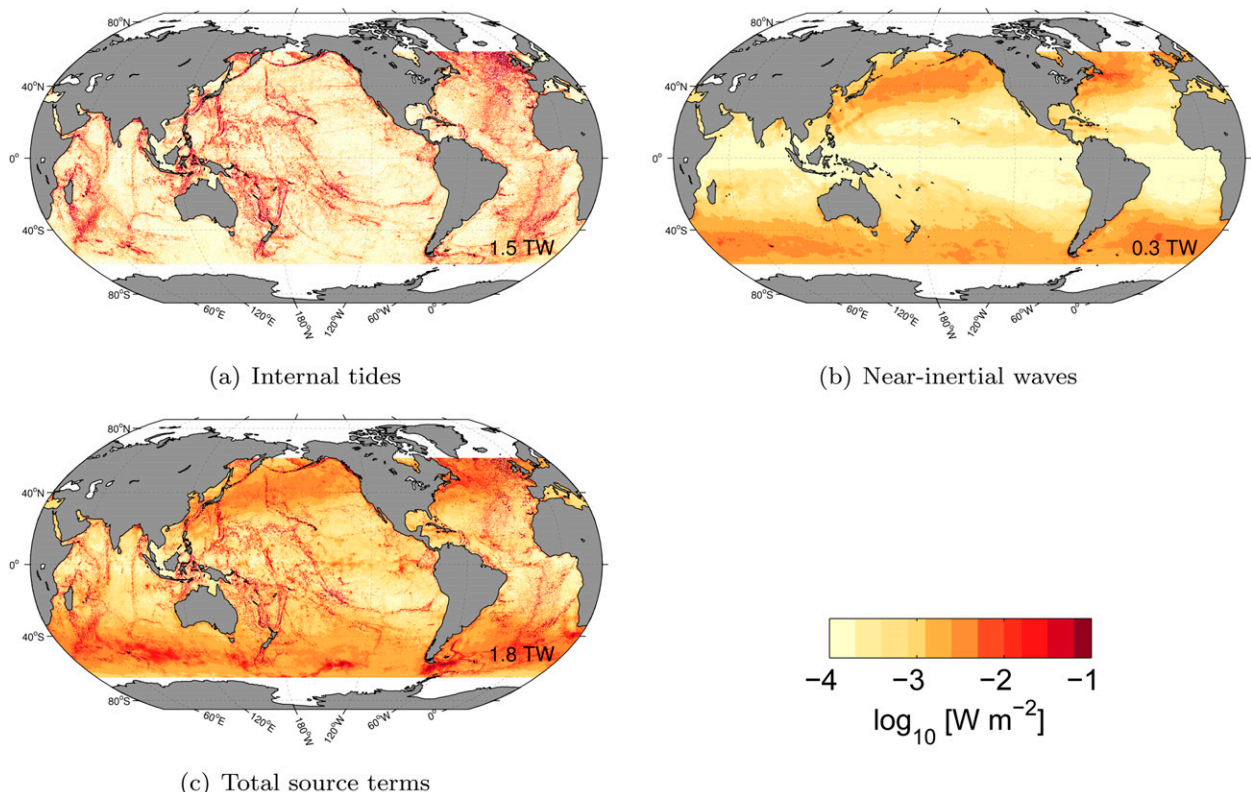 80°N
40°N
0°
40°S
80°S
60°E
120°E
180°W
120°W
60°W
0°
1.5 TW
(a) Internal tides
80°N
40°N
0°
40°S
80°S
60°E
120°E
180°W
120°W
60°W
0°
0.3 TW
(b) Near-inertial waves
80°N
40°N
0°
40°S
80°S
60°E
120°E
180°W
120°W
60°W
0°
1.8 TW
(c) Total source terms
−4 −3 −2 −1
log₁₀ [W m⁻²]